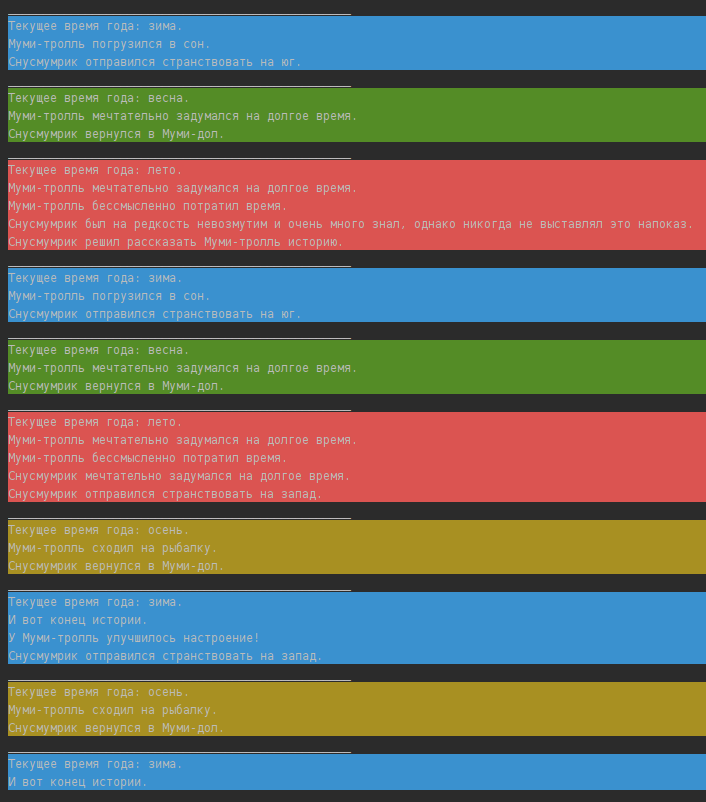 Текущее время года: зима.
Муми-тролль погрузился в сон.
Снусмумрик отправился странствовать на юг.
Текущее время года: весна.
Муми-тролль мечтательно задумался на долгое время.
Снусмумрик вернулся в Муми-дол.
Текущее время года: лето.
Муми-тролль мечтательно задумался на долгое время.
Муми-тролль бессмысленно потратил время.
Снусмумрик был на редкость невозмутим и очень много знал, однако никогда не выставлял это напоказ.
Снусмумрик решил рассказать Муми-тролль историю.
Текущее время года: зима.
Муми-тролль погрузился в сон.
Снусмумрик отправился странствовать на юг.
Текущее время года: весна.
Муми-тролль мечтательно задумался на долгое время.
Снусмумрик вернулся в Муми-дол.
Текущее время года: лето.
Муми-тролль мечтательно задумался на долгое время.
Муми-тролль бессмысленно потратил время.
Снусмумрик мечтательно задумался на долгое время.
Снусмумрик отправился странствовать на запад.
Текущее время года: осень.
Муми-тролль сходил на рыбалку.
Снусмумрик вернулся в Муми-дол.
Текущее время года: зима.
И вот конец истории.
У Муми-тролль улучшилось настроение!
Снусмумрик отправился странствовать на запад.
Текущее время года: осень.
Муми-тролль сходил на рыбалку.
Снусмумрик вернулся в Муми-дол.
Текущее время года: зима.
И вот конец истории.